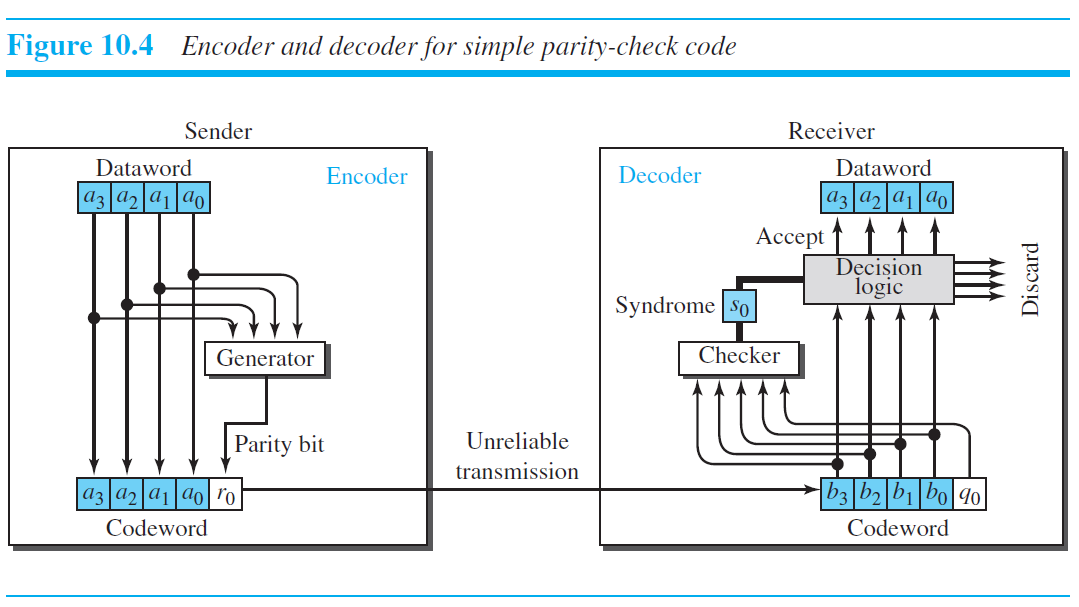 Figure 10.4 Encoder and decoder for simple parity-check code
Sender
Encoder
Dataword
a3 a2 a1 a0
Generator
Parity bit
a3 a2 a1 a0 r0
Codeword
Unreliable
transmission
Receiver
Decoder
Dataword
a3 a2 a1 a0
Accept
Decision
logic
Discard
Syndrome s0
Checker
b3 b2 b1 b0 q0
Codeword